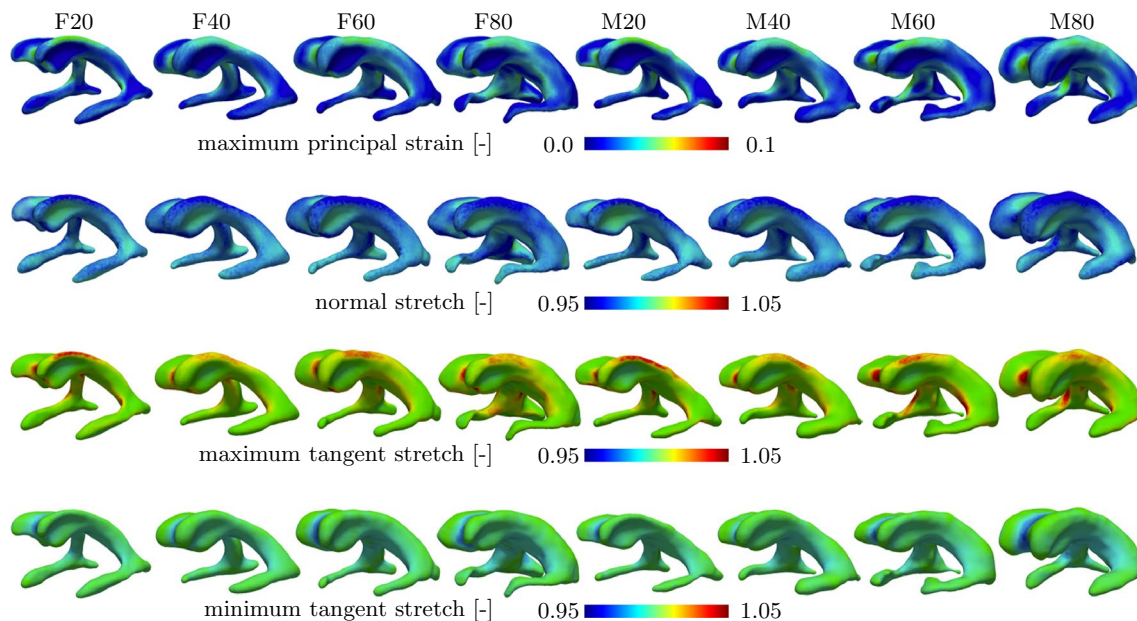 F20 F40 F60 F80 M20 M40 M60 M80
maximum principal strain [-] 0.0 0.1
normal stretch [-] 0.95 1.05
maximum tangent stretch [-] 0.95 1.05
minimum tangent stretch [-] 0.95 1.05